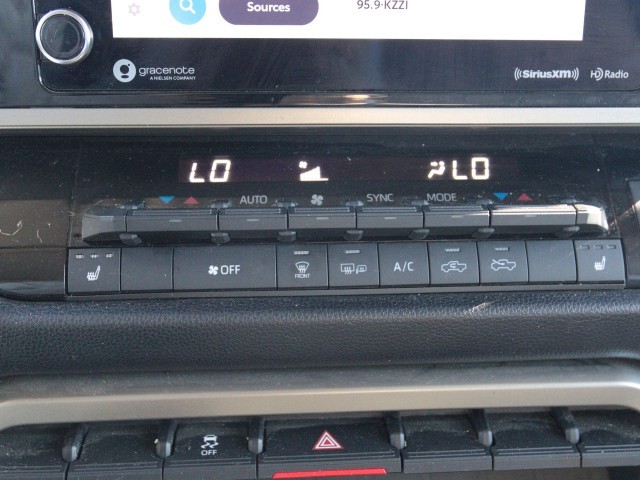 Sources
95.9-KZZI
gracenote
A NIELSEN COMPANY
((SiriusXM))
HD Radio
LO
LO
AUTO
SYNC
MODE
OFF
FRONT
A/C
OFF